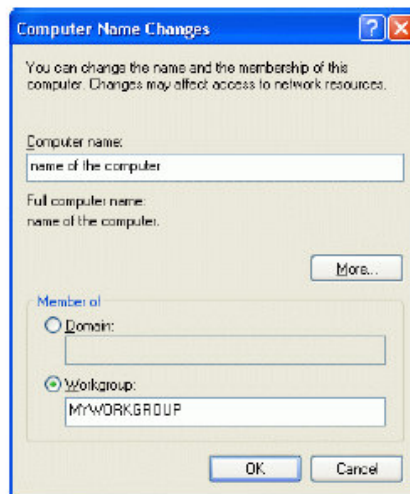 Computer Name Changes
You can change the name and the membership of this
computer. Changes may affect access to network resources.
Computer name:
name of the computer
Full computer name:
name of the computer.
More...
Member of
Domain:
Workgroup:
MYWORKGROUP
OK
Cancel